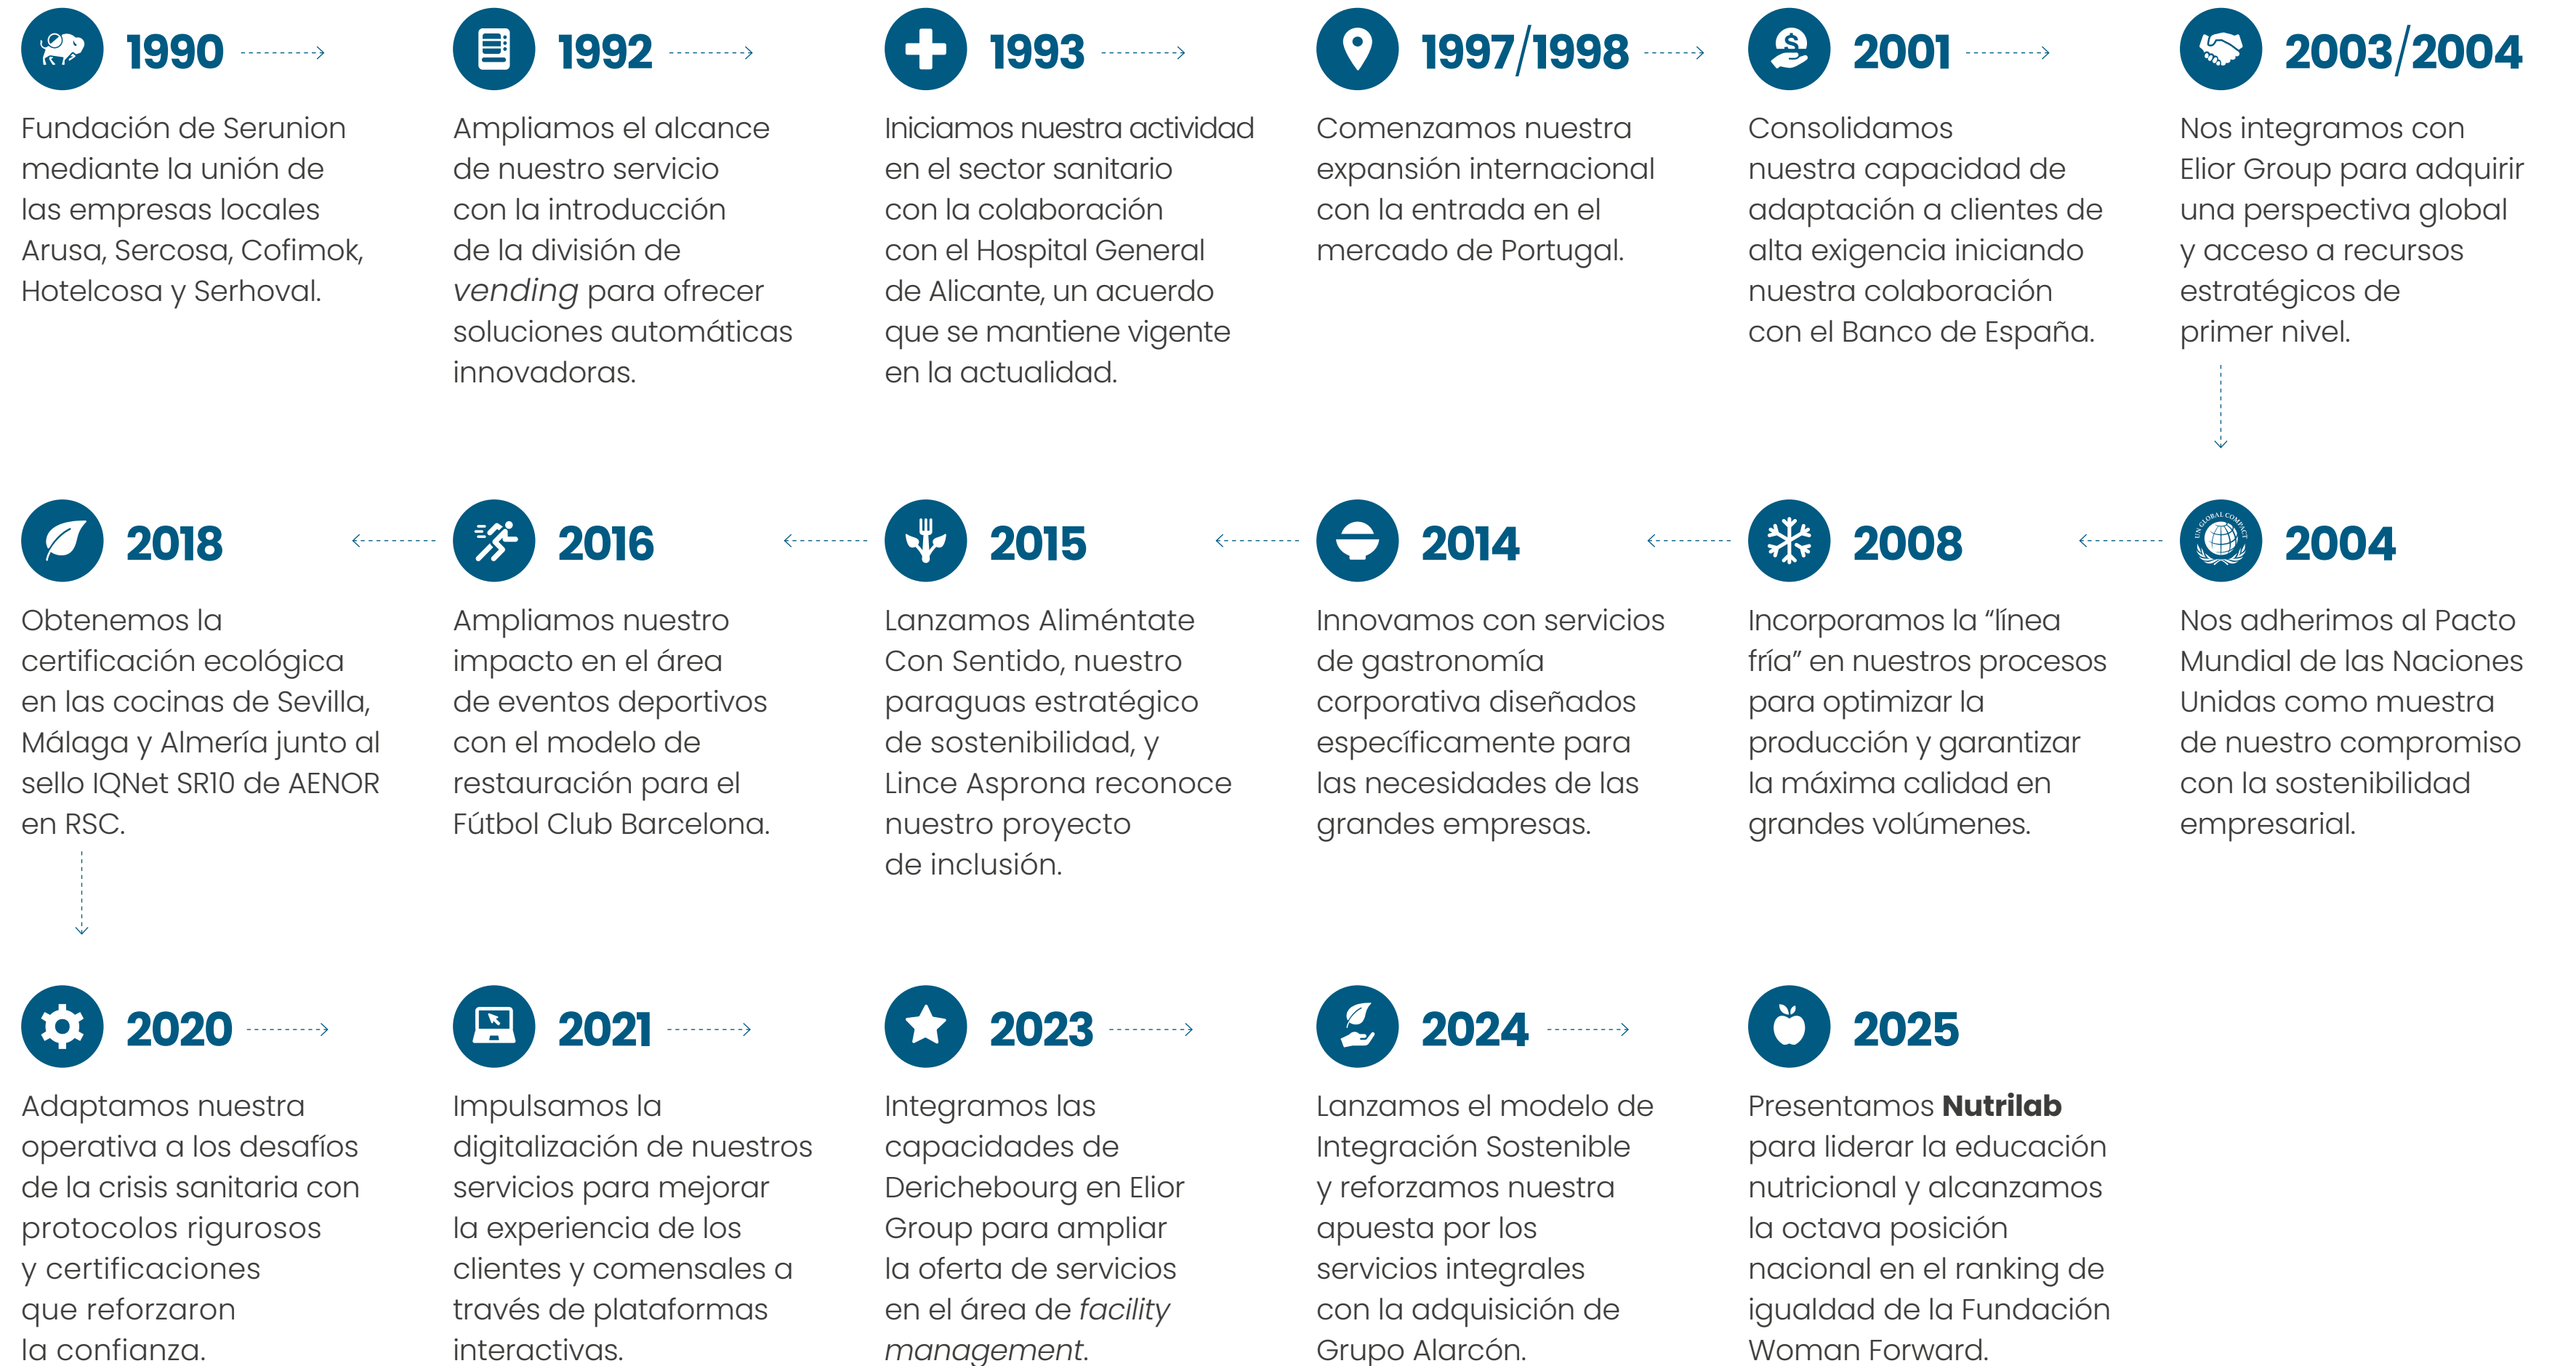 1990
Fundación de Serunion
mediante la unión de
las empresas locales
Arusa, Sercosa, Cofimok,
Hotelcosa y Serhoval.
1992
Ampliamos el alcance
de nuestro servicio
con la introducción
de la división de
vending para ofrecer
soluciones automáticas
innovadoras.
1993
Iniciamos nuestra actividad
en el sector sanitario
con la colaboración
con el Hospital General
de Alicante, un acuerdo
que se mantiene vigente
en la actualidad.
1997/1998
Comenzamos nuestra
expansión internacional
con la entrada en el
mercado de Portugal.
2001
Consolidamos
nuestra capacidad de
adaptación a clientes de
alta exigencia iniciando
nuestra colaboración
con el Banco de España.
2003/2004
Nos integramos con
Elior Group para adquirir
una perspectiva global
y acceso a recursos
estratégicos de
primer nivel.
UN GLOBAL COMPACT
2004
Nos adherimos al Pacto
Mundial de las Naciones
Unidas como muestra
de nuestro compromiso
con la sostenibilidad
empresarial.
2008
Incorporamos la “línea
fría” en nuestros procesos
para optimizar la
producción y garantizar
la máxima calidad en
grandes volúmenes.
2014
Innovamos con servicios
de gastronomía
corporativa diseñados
específicamente para
las necesidades de las
grandes empresas.
2015
Lanzamos Aliméntate
Con Sentido, nuestro
paraguas estratégico
de sostenibilidad, y
Lince Asprona reconoce
nuestro proyecto
de inclusión.
2016
Ampliamos nuestro
impacto en el área
de eventos deportivos
con el modelo de
restauración para el
Fútbol Club Barcelona.
2018
Obtenemos la
certificación ecológica
en las cocinas de Sevilla,
Málaga y Almería junto al
sello IQNet SR10 de AENOR
en RSC.
2020
Adaptamos nuestra
operativa a los desafíos
de la crisis sanitaria con
protocolos rigurosos
y certificaciones
que reforzaron
la confianza.
2021
Impulsamos la
digitalización de nuestros
servicios para mejorar
la experiencia de los
clientes y comensales a
través de plataformas
interactivas.
2023
Integramos las
capacidades de
Derichebourg en Elior
Group para ampliar
la oferta de servicios
en el área de facility
management.
2024
Lanzamos el modelo de
Integración Sostenible
y reforzamos nuestra
apuesta por los
servicios integrales
con la adquisición de
Grupo Alarcón.
2025
Presentamos Nutrilab
para liderar la educación
nutricional y alcanzamos
la octava posición
nacional en el ranking de
igualdad de la Fundación
Woman Forward.